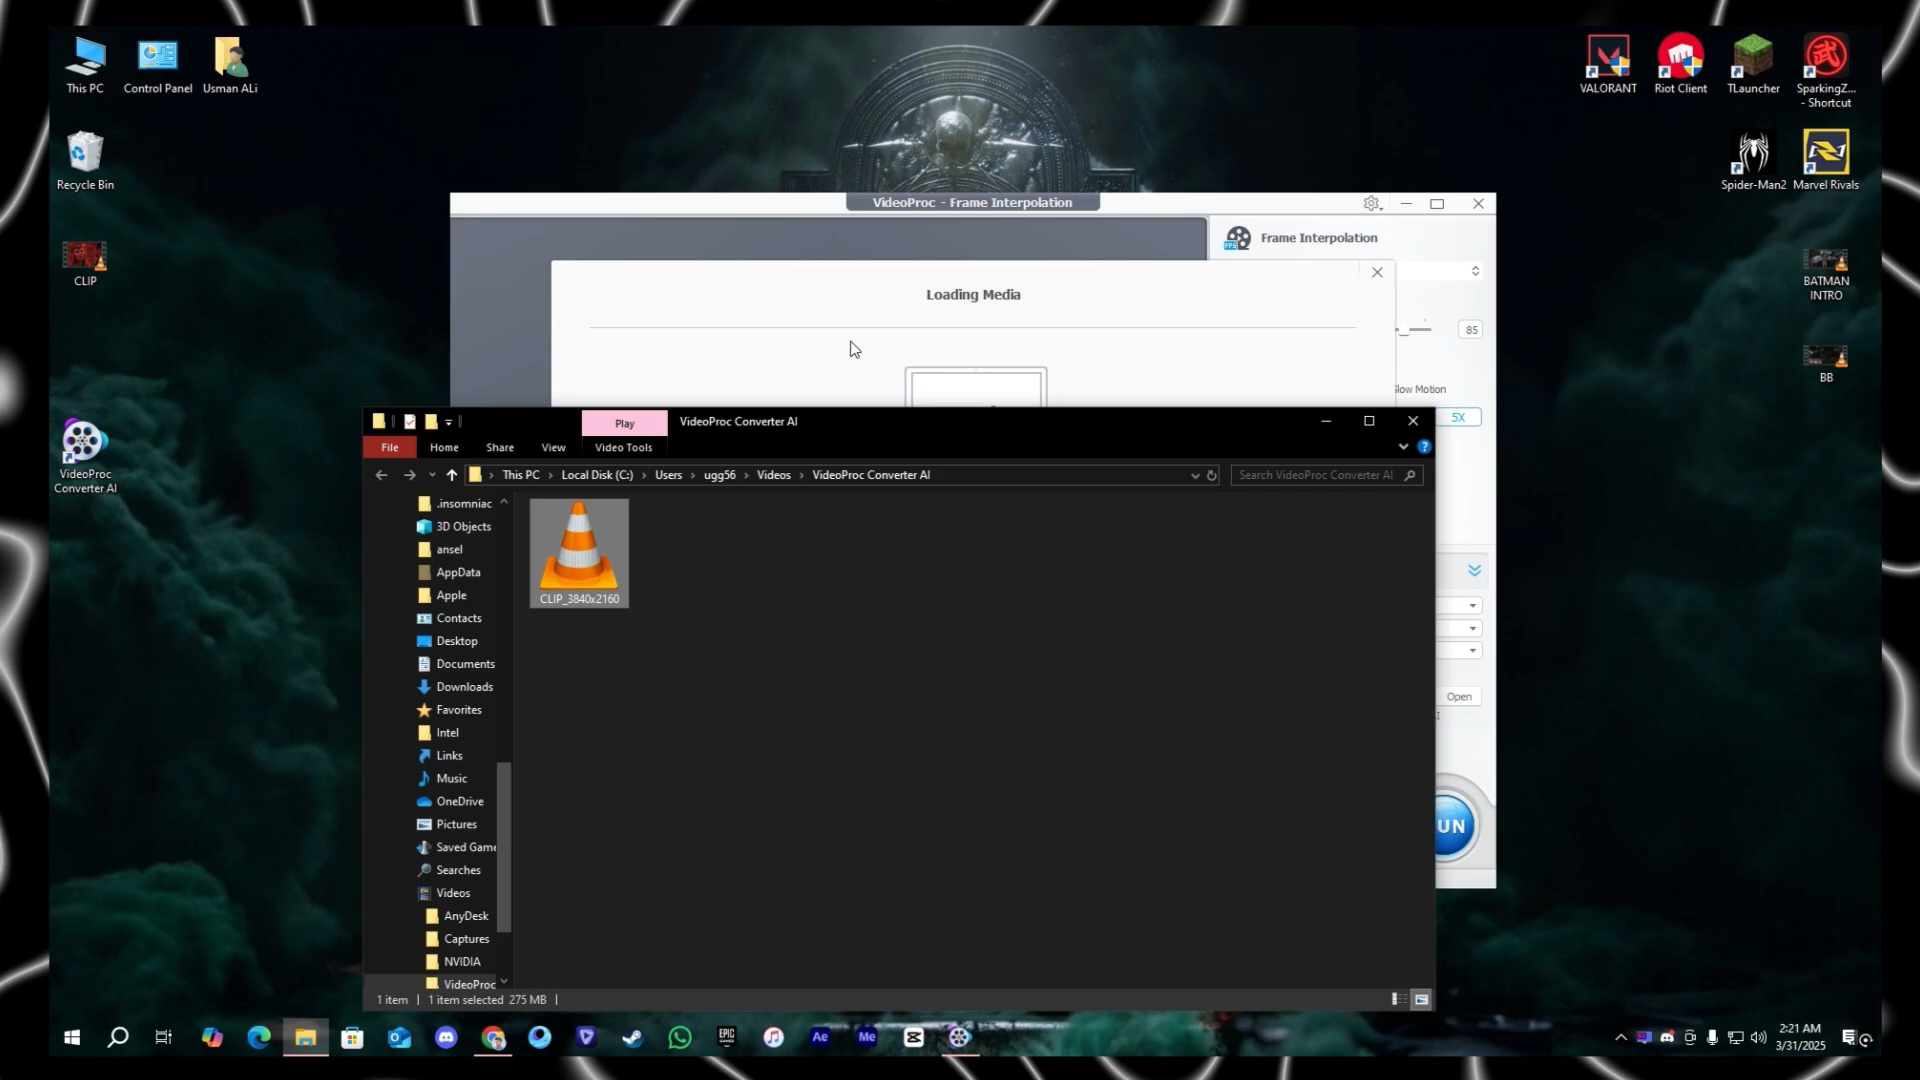 This PC
Control Panel
Usman ALi
VALORANT
Riot Client
TLauncher
SparkingZ...
- Shortcut
Recycle Bin
Spider-Man2
Marvel Rivals
VideoProc - Frame Interpolation
Frame Interpolation
CLIP
BATMAN
INTRO
Loading Media
85
BB
Slow Motion
5X
VideoProc
Converter AI
Play
VideoProc Converter AI
File
Home
Share
View
Video Tools
This PC
Local Disk (C:)
Users
ugg56
Videos
VideoProc Converter AI
Search VideoProc Converter AI
.insomniac
3D Objects
ansel
AppData
Apple
Contacts
Desktop
Documents
Downloads
Favorites
Intel
Links
Music
OneDrive
Pictures
Saved Game
Searches
Videos
AnyDesk
Captures
NVIDIA
VideoProc
CLIP_3840x2160
Open
UN
1 item
1 item selected 275 MB
EPIC
GAMES
Ae
Me
2:21 AM
3/31/2025